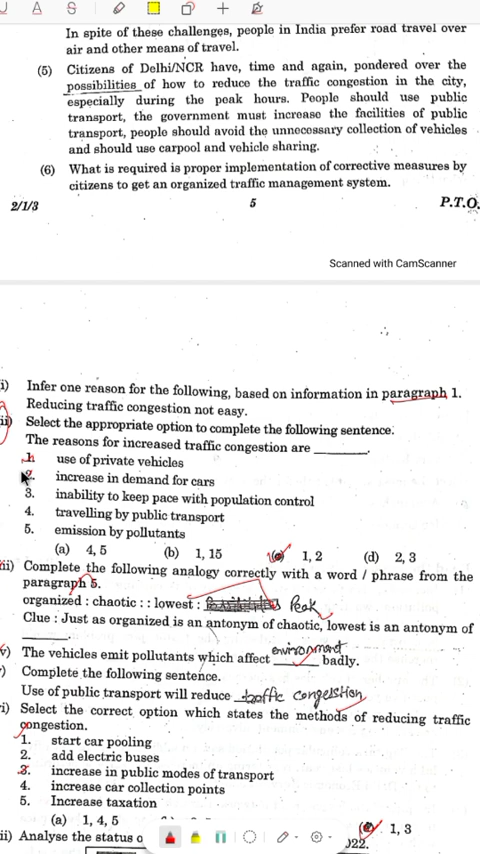 In spite of these challenges, people in India prefer road travel over
air and other means of travel.
(5) Citizens of Delhi/NCR have, time and again, pondered over the
possibilities of how to reduce the traffic congestion in the city,
especially during the peak hours. People should use public
transport, the government must increase the facilities of public
transport, people should avoid the unnecessary collection of vehicles
and should use carpool and vehicle sharing.
(6) What is required is proper implementation of corrective measures by
citizens to get an organized traffic management system.
2/1/3 5 P.T.O.
Scanned with CamScanner
i) Infer one reason for the following, based on information in paragraph 1.
Reducing traffic congestion not easy.
ii) Select the appropriate option to complete the following sentence.
The reasons for increased traffic congestion are ________.
1. use of private vehicles
2. increase in demand for cars
3. inability to keep pace with population control
4. travelling by public transport
5. emission by pollutants
(a) 4, 5 (b) 1, 15 (c) 1, 2 (d) 2, 3
ii) Complete the following analogy correctly with a word / phrase from the
paragraph 5.
organized : chaotic : : lowest : Peak
Clue : Just as organized is an antonym of chaotic, lowest is an antonym of
________.
v) The vehicles emit pollutants which affect environment badly.
) Complete the following sentence.
Use of public transport will reduce traffic congelstion
i) Select the correct option which states the methods of reducing traffic
congestion.
1. start car pooling
2. add electric buses
3. increase in public modes of transport
4. increase car collection points
5. Increase taxation
(a) 1, 4, 5 1, 3
ii) Analyse the status o 022.